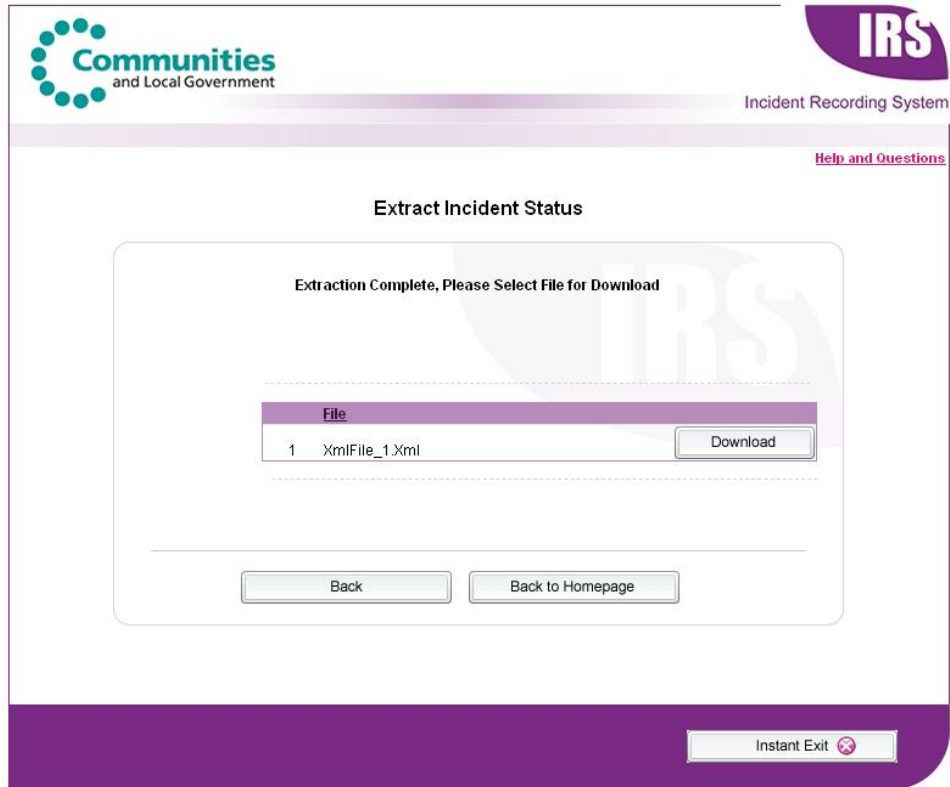 Communities
and Local Government
IRS
Incident Recording System
Help and Questions
Extract Incident Status
IRS
Extraction Complete, Please Select File for Download
File
1 XmlFile_1.Xml Download
Back Back to Homepage
Instant Exit